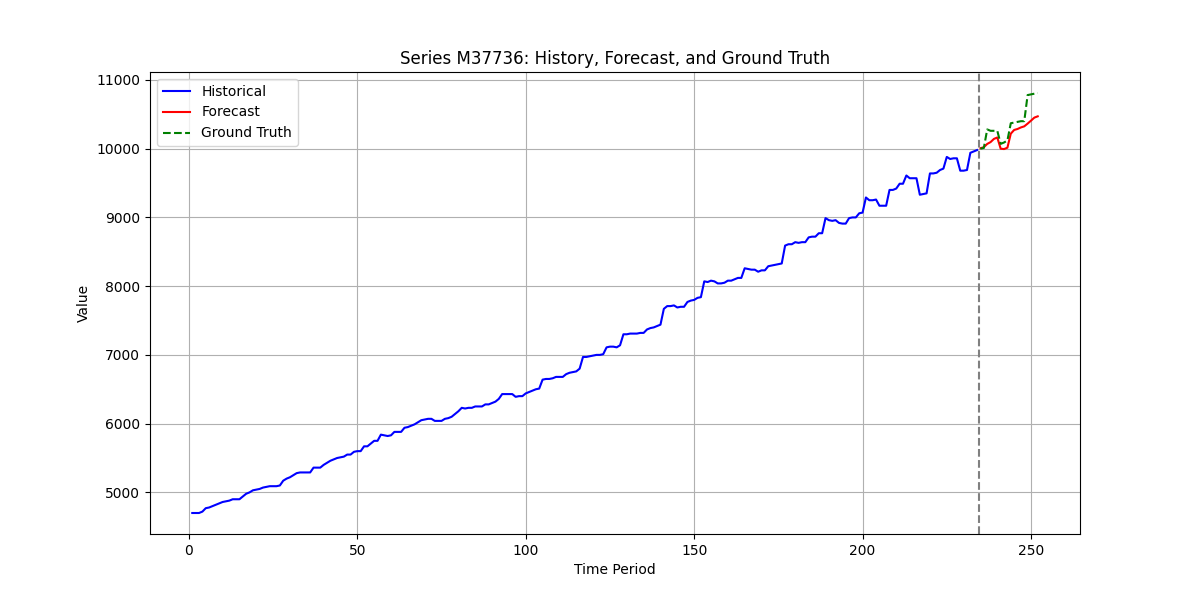 Series M37736: History, Forecast, and Ground Truth
Historical
Forecast
Ground Truth
11000
10000
9000
8000
7000
6000
5000
Value
0
50
100
150
200
250
Time Period